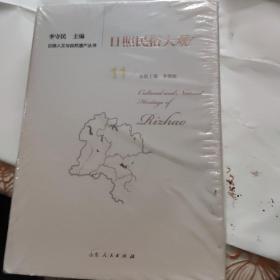 李守民 主编
日照人文与自然遗产丛书
日照民俗大观
11
Cultural and Natural
Heritage of
Rizhao
山东人民出版社